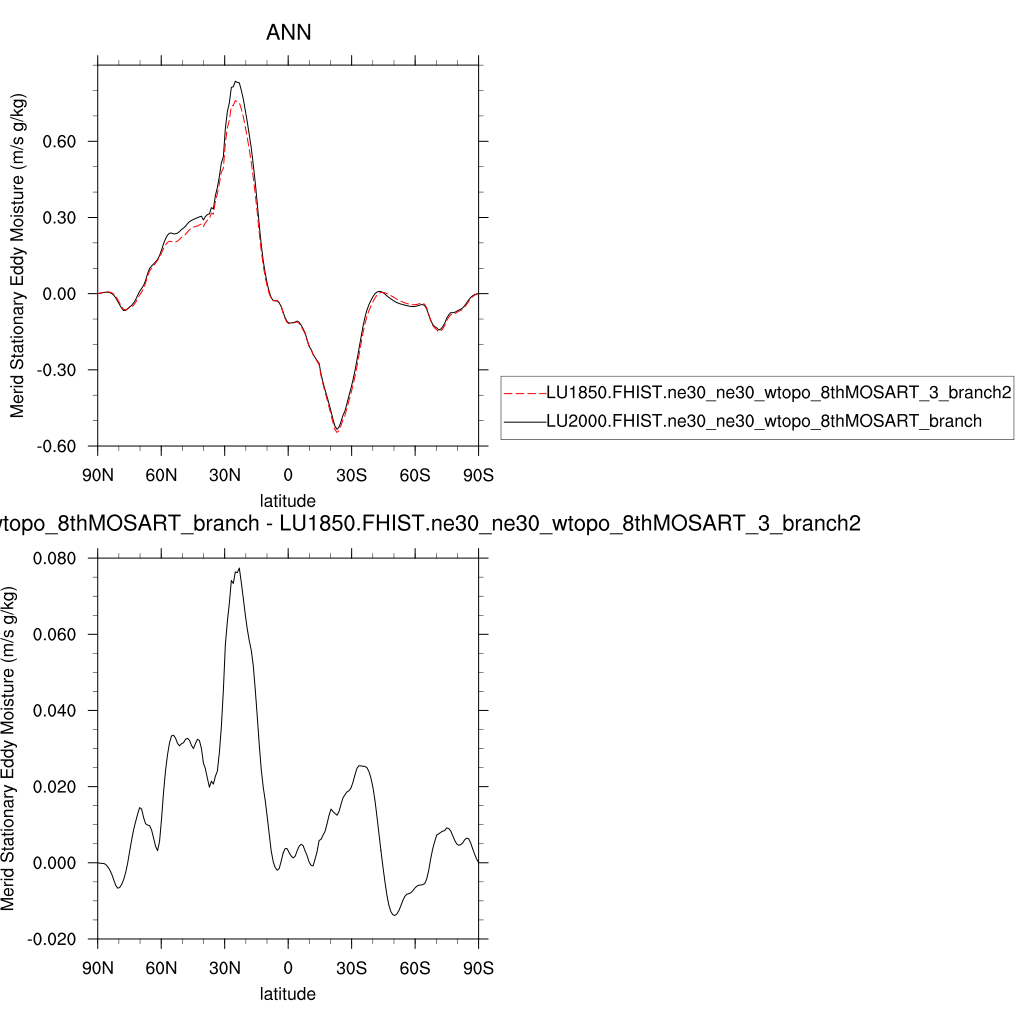 ANN
Merid Stationary Eddy Moisture (m/s g/kg)
0.60
0.30
0.00
-0.30
-0.60
90N 60N 30N 0 30S 60S 90S
latitude
LU1850.FHIST.ne30_ne30_wtopo_8thMOSART_3_branch2
LU2000.FHIST.ne30_ne30_wtopo_8thMOSART_branch
wtopo_8thMOSART_branch - LU1850.FHIST.ne30_ne30_wtopo_8thMOSART_3_branch2
Merid Stationary Eddy Moisture (m/s g/kg)
0.080
0.060
0.040
0.020
0.000
-0.020
90N 60N 30N 0 30S 60S 90S
latitude